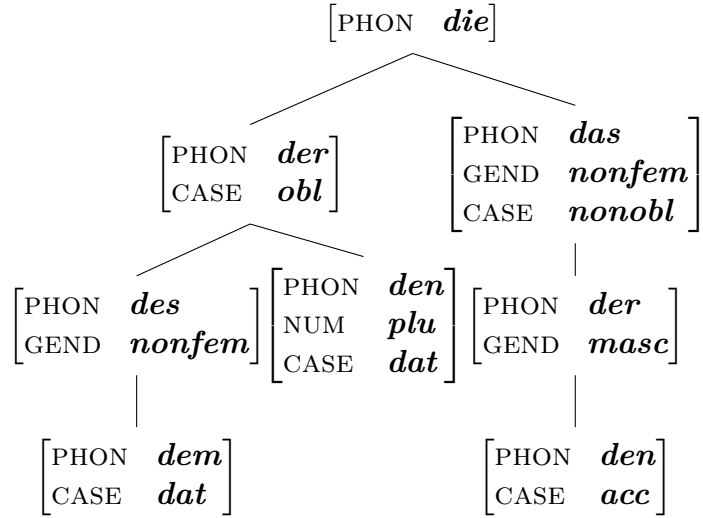 PHON die
PHON der
CASE obl
PHON das
GEND nonfem
CASE nonobl
PHON des
GEND nonfem
PHON den
NUM plu
CASE dat
PHON der
GEND masc
PHON dem
CASE dat
PHON den
CASE acc